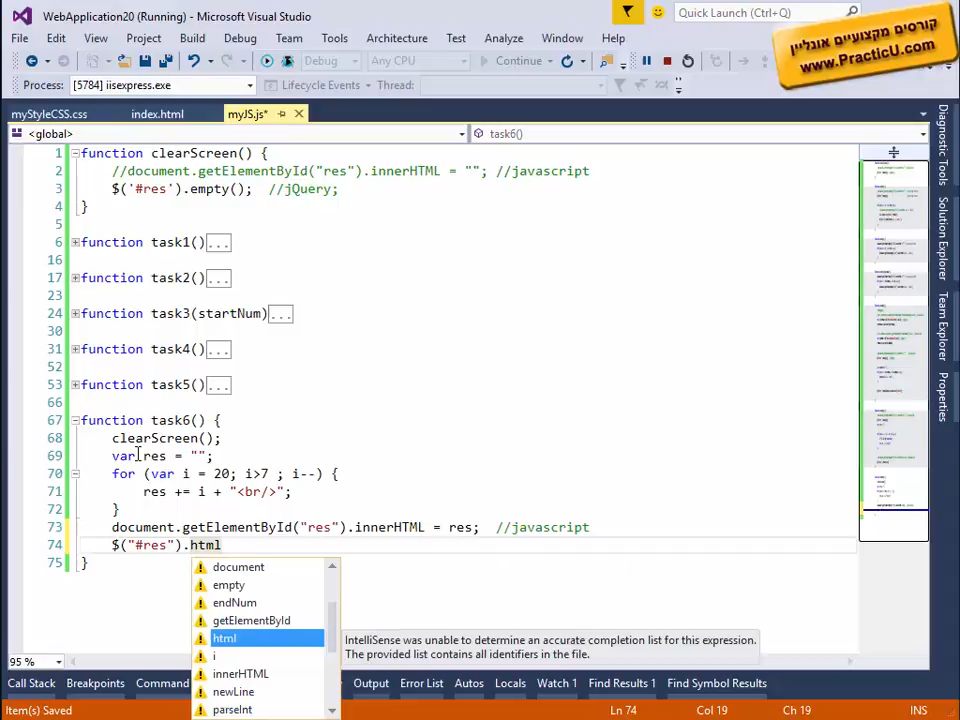 WebApplication20 (Running) - Microsoft Visual Studio
Quick Launch (Ctrl+Q)
קורסים מקצועיים אונליין
www.PracticU.com
File Edit View Project Build Debug Team Tools Architecture Test Analyze Window Help
Debug Any CPU Continue
Process: [5784] iisexpress.exe Lifecycle Events Thread:
myStyleCSS.css index.html myJS.js*
<global> task6()
1 function clearScreen() {
2 //document.getElementById("res").innerHTML = ""; //javascript
3 $('#res').empty(); //jQuery;
4 }
5
6 function task1()...
16
17 function task2()...
23
24 function task3(startNum)...
30
31 function task4()...
52
53 function task5()...
66
67 function task6() {
68 clearScreen();
69 var res = "";
70 for (var i = 20; i>7 ; i--) {
71 res += i + "<br/>";
72 }
73 document.getElementById("res").innerHTML = res; //javascript
74 $("#res").html
75 }
document
empty
endNum
getElementById
html
i
innerHTML
newLine
parseInt
IntelliSense was unable to determine an accurate completion list for this expression.
The provided list contains all identifiers in the file.
Diagnostic Tools
Solution Explorer
Team Explorer
Properties
95 %
Call Stack Breakpoints Command Output Error List Autos Locals Watch 1 Find Results 1 Find Symbol Results
Item(s) Saved Ln 74 Col 19 Ch 19 INS